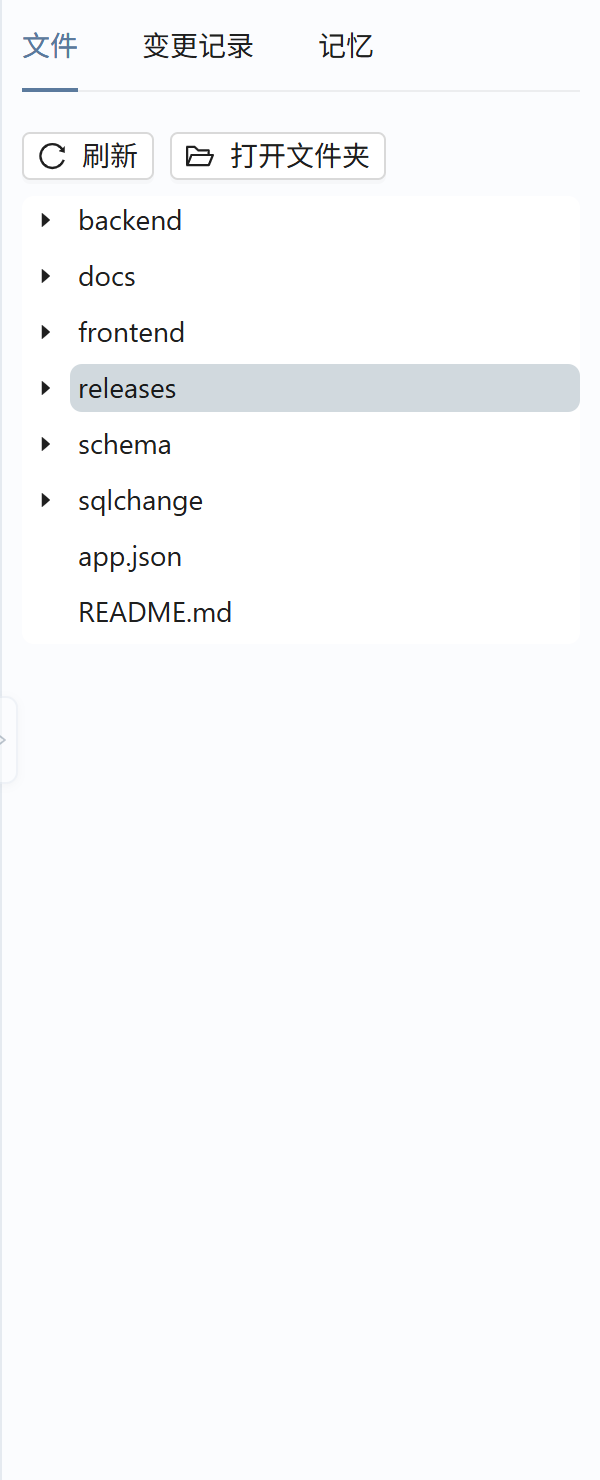 文件 变更记录 记忆
刷新 打开文件夹
backend
docs
frontend
releases
schema
sqlchange
app.json
README.md